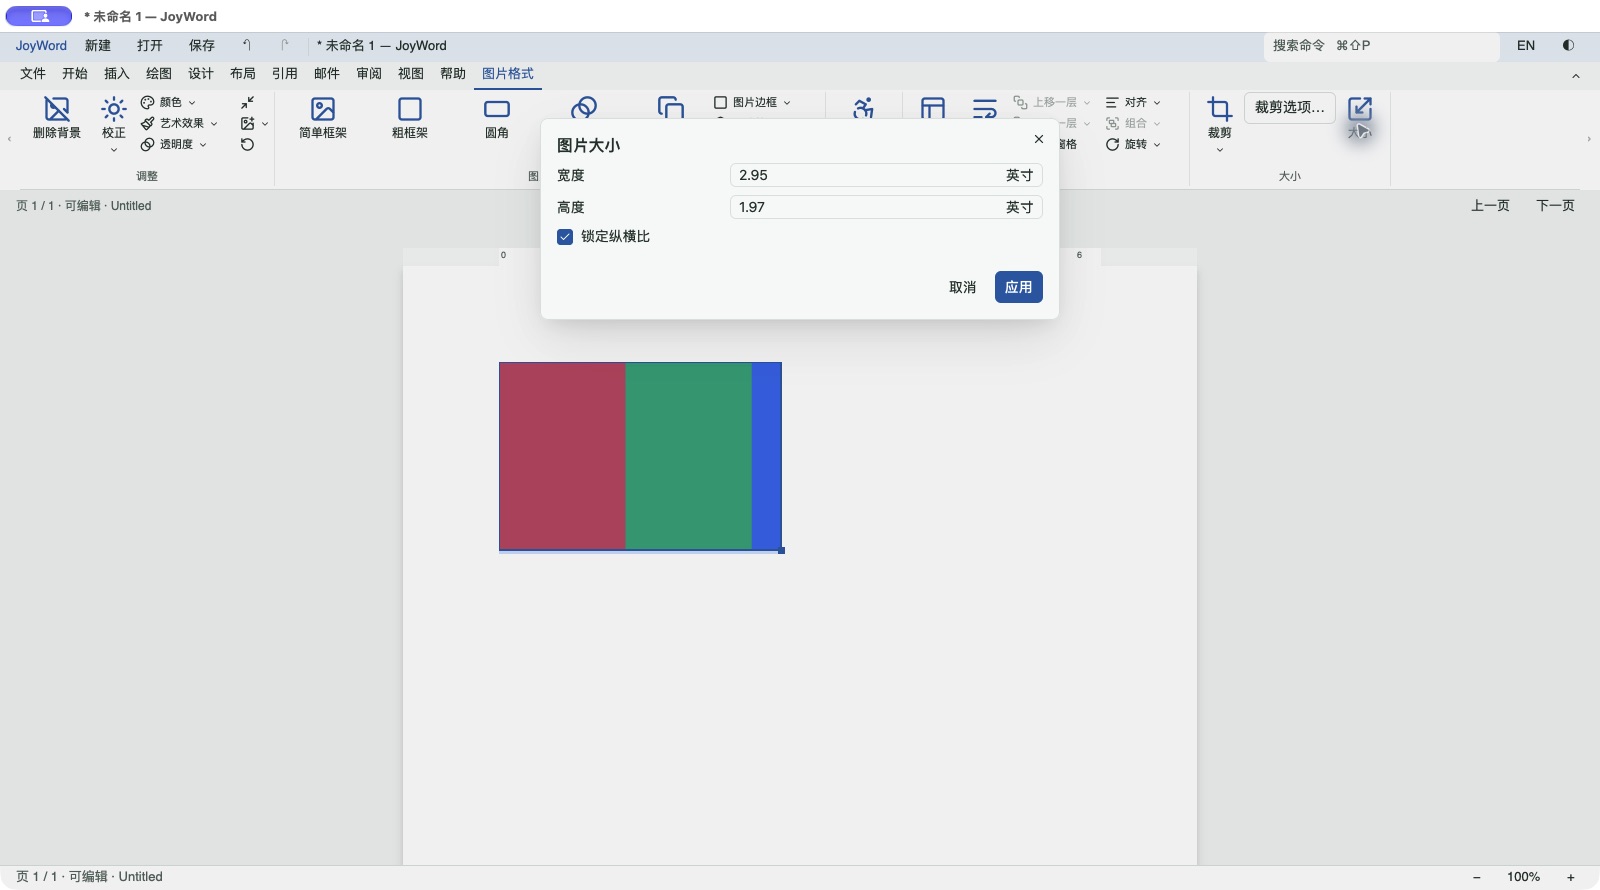 * 未命名 1 — JoyWord
JoyWord 新建 打开 保存 * 未命名 1 — JoyWord 搜索命令 ⌘⇧P EN
文件 开始 插入 绘图 设计 布局 引用 邮件 审阅 视图 帮助 图片格式
删除背景 校正 颜色 艺术效果 透明度
调整
简单框架 粗框架 圆角 图片边框
图
上移一层 对齐
一层 组合
窗格 旋转
裁剪 裁剪选项...
大小
页 1 / 1 · 可编辑 · Untitled 上一页 下一页
图片大小
宽度 2.95 英寸
高度 1.97 英寸
锁定纵横比
取消 应用
0 6
页 1 / 1 · 可编辑 · Untitled − 100% +